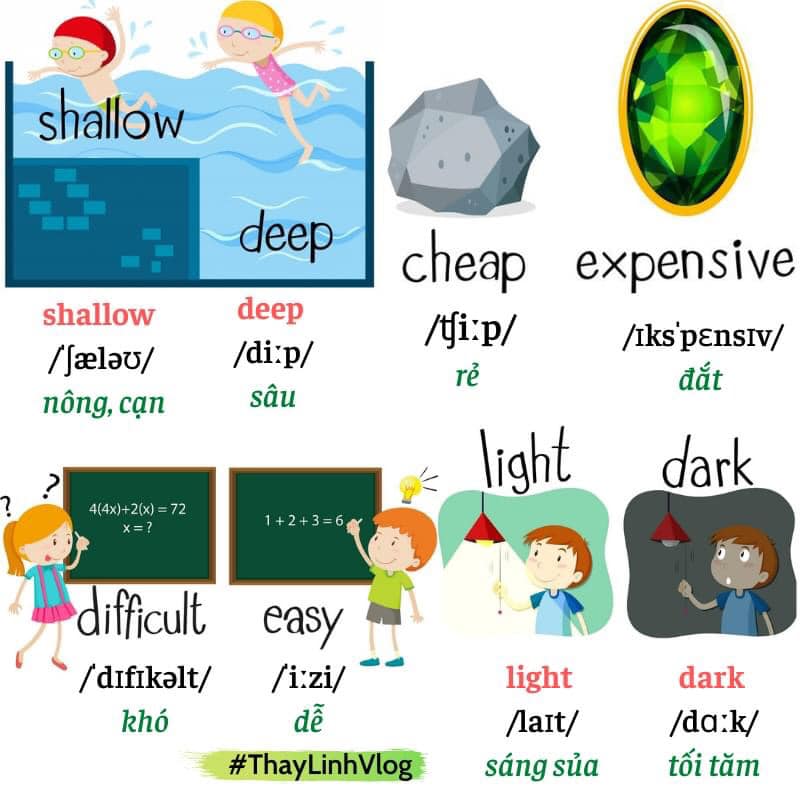 shallow
deep
shallow
/ˈʃæləʊ/
nông, cạn
deep
/diːp/
sâu
cheap
/ʧiːp/
rẻ
expensive
/ɪksˈpɛnsɪv/
đắt
? ?
4(4x)+2(x) = 72
x = ?
difficult
/ˈdɪfɪkəlt/
khó
1 + 2 + 3 = 6
easy
/ˈiːzi/
dễ
light
light
/laɪt/
sáng sủa
dark
dark
/dɑːk/
tối tăm
#ThayLinhVlog